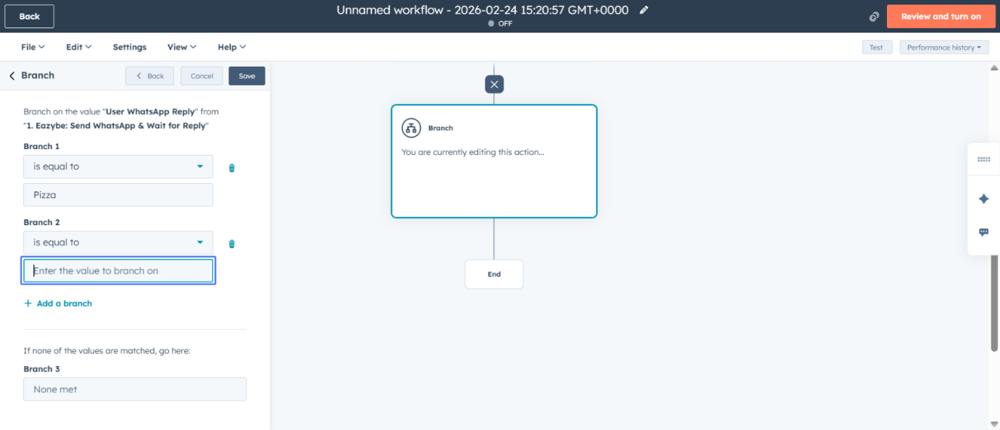 Back
Unnamed workflow - 2026-02-24 15:20:57 GMT+0000
OFF
Review and turn on
File
Edit
Settings
View
Help
Test
Performance history
Branch
Back
Cancel
Save
Branch on the value "User WhatsApp Reply" from
"1. Eazybe: Send WhatsApp & Wait for Reply"
Branch 1
is equal to
Pizza
Branch 2
is equal to
Enter the value to branch on
+ Add a branch
If none of the values are matched, go here:
Branch 3
None met
Branch
You are currently editing this action...
End